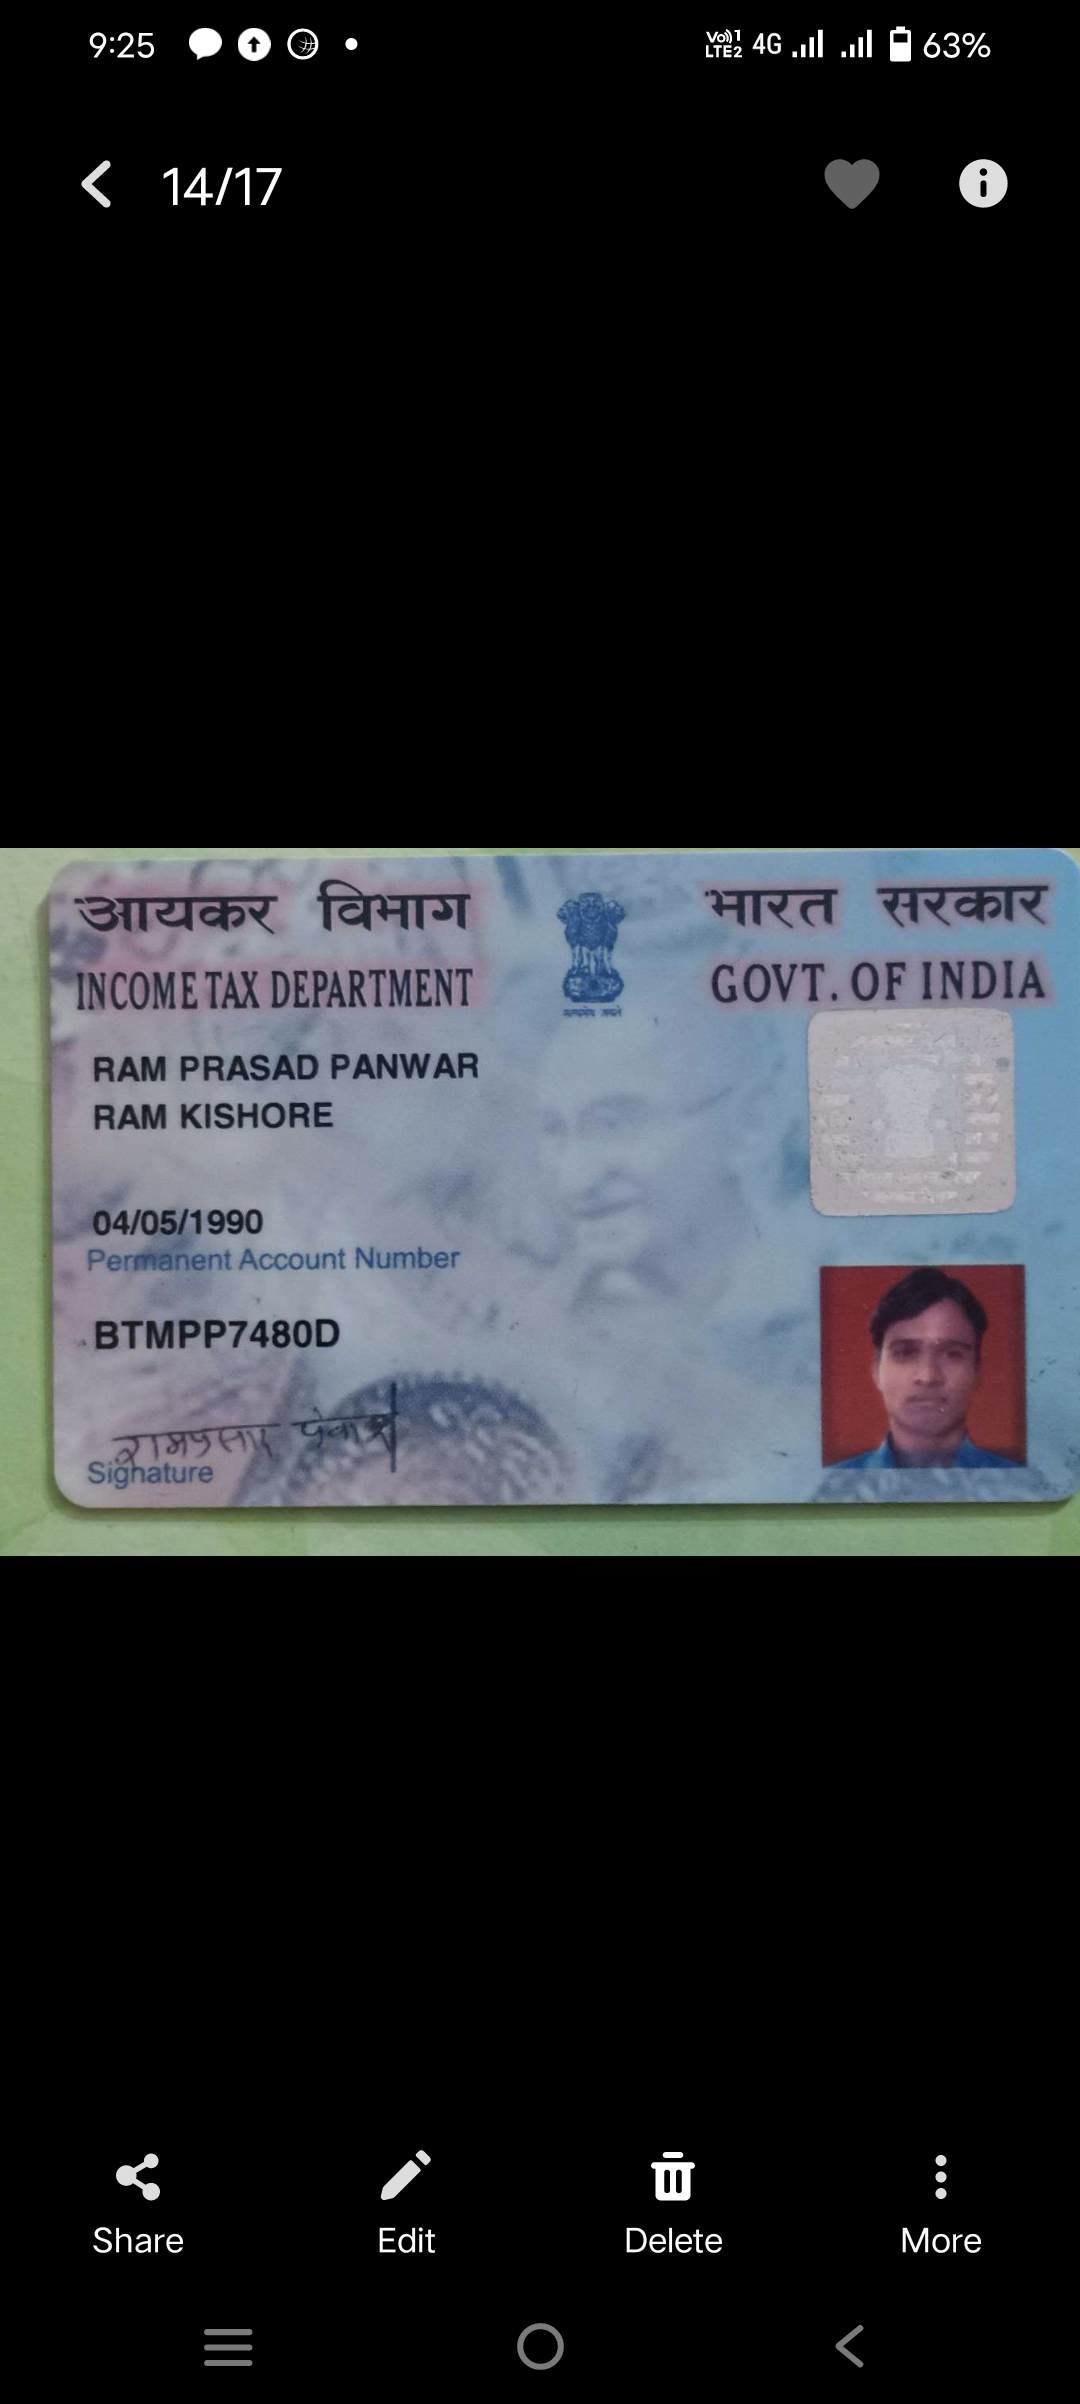 9:25
Vo)) 1 LTE2 4G 63%
14/17
आयकर विभाग
भारत सरकार
INCOME TAX DEPARTMENT
GOVT. OF INDIA
सत्यमेव जयते
RAM PRASAD PANWAR
RAM KISHORE
04/05/1990
Permanent Account Number
BTMPP7480D
Signature
Share Edit Delete More